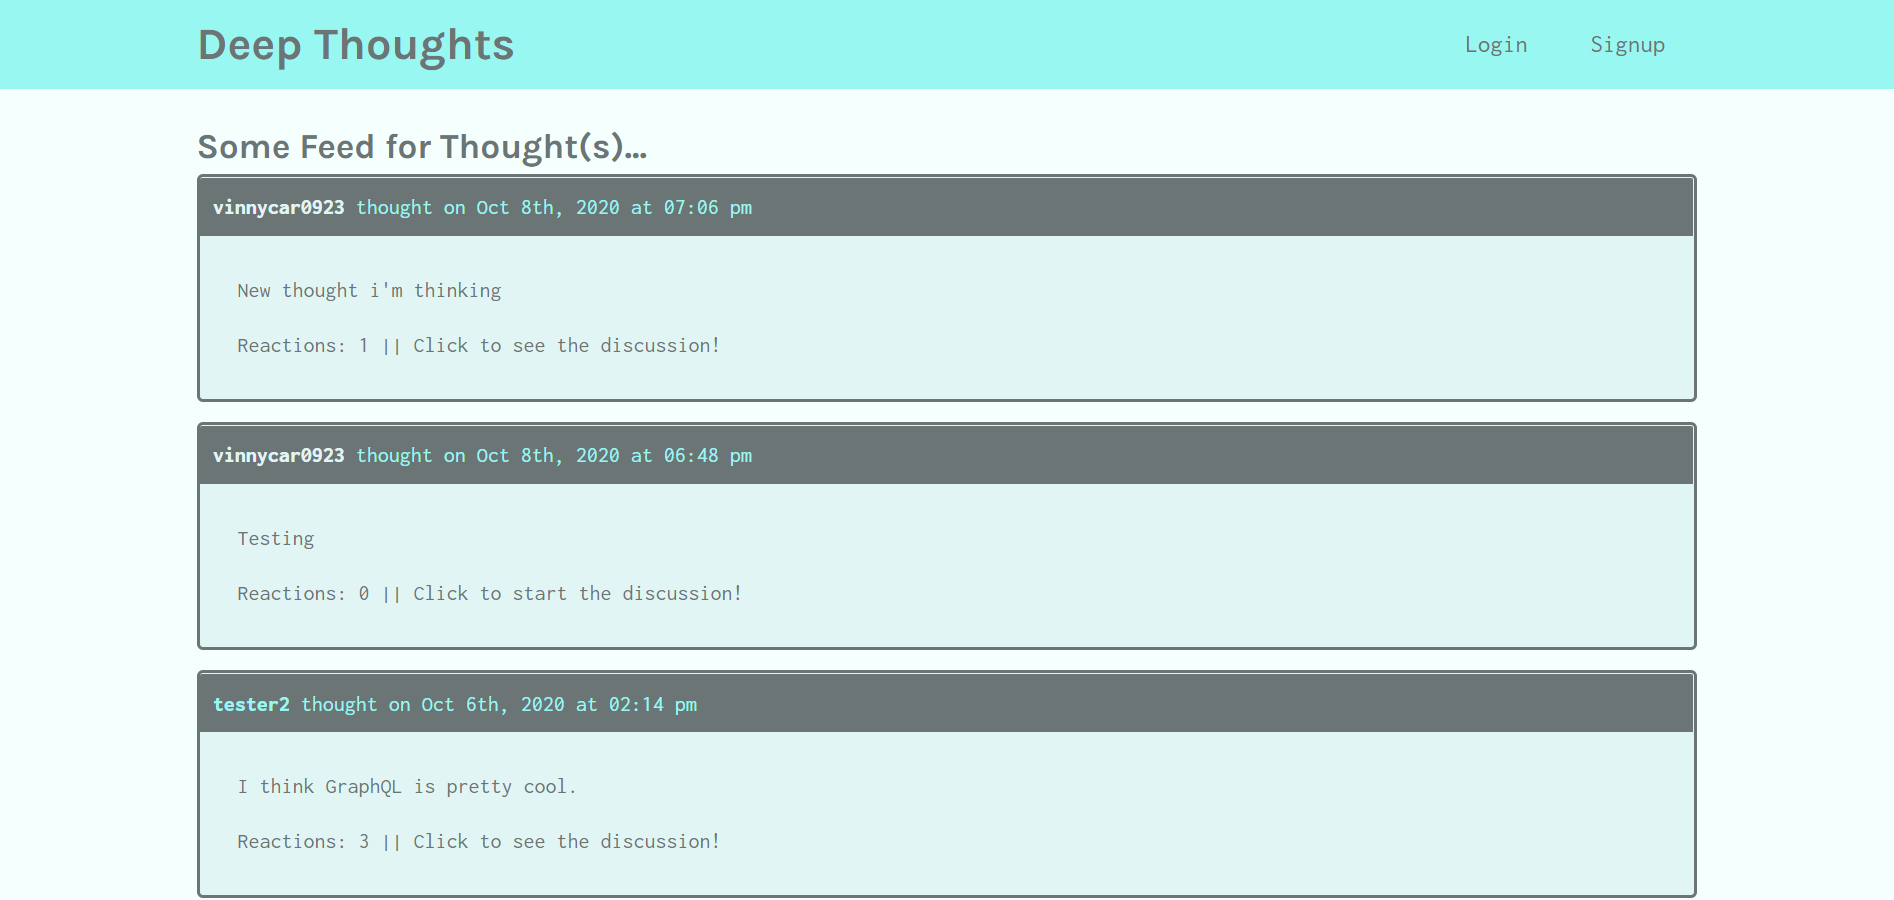 Deep Thoughts
Login
Signup
Some Feed for Thought(s)...
vinnycar0923 thought on Oct 8th, 2020 at 07:06 pm
New thought i'm thinking
Reactions: 1 || Click to see the discussion!
vinnycar0923 thought on Oct 8th, 2020 at 06:48 pm
Testing
Reactions: 0 || Click to start the discussion!
tester2 thought on Oct 6th, 2020 at 02:14 pm
I think GraphQL is pretty cool.
Reactions: 3 || Click to see the discussion!